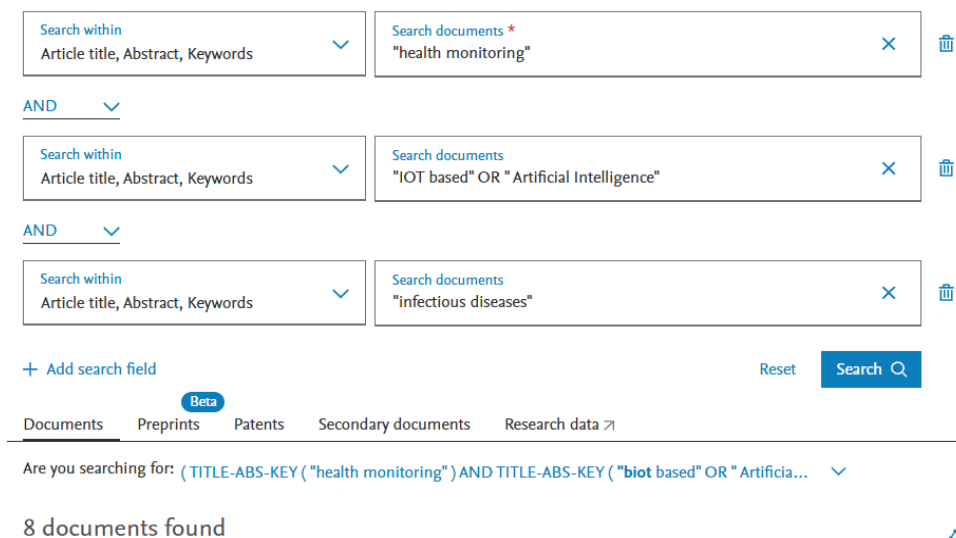 Search within
Article title, Abstract, Keywords
Search documents *
"health monitoring"
AND
Search within
Article title, Abstract, Keywords
Search documents
"IOT based" OR " Artificial Intelligence"
AND
Search within
Article title, Abstract, Keywords
Search documents
"infectious diseases"
+ Add search field
Reset
Search
Beta
Documents Preprints Patents Secondary documents Research data
Are you searching for: ( TITLE-ABS-KEY ( "health monitoring" ) AND TITLE-ABS-KEY ( "biot based" OR " Artificia...
8 documents found